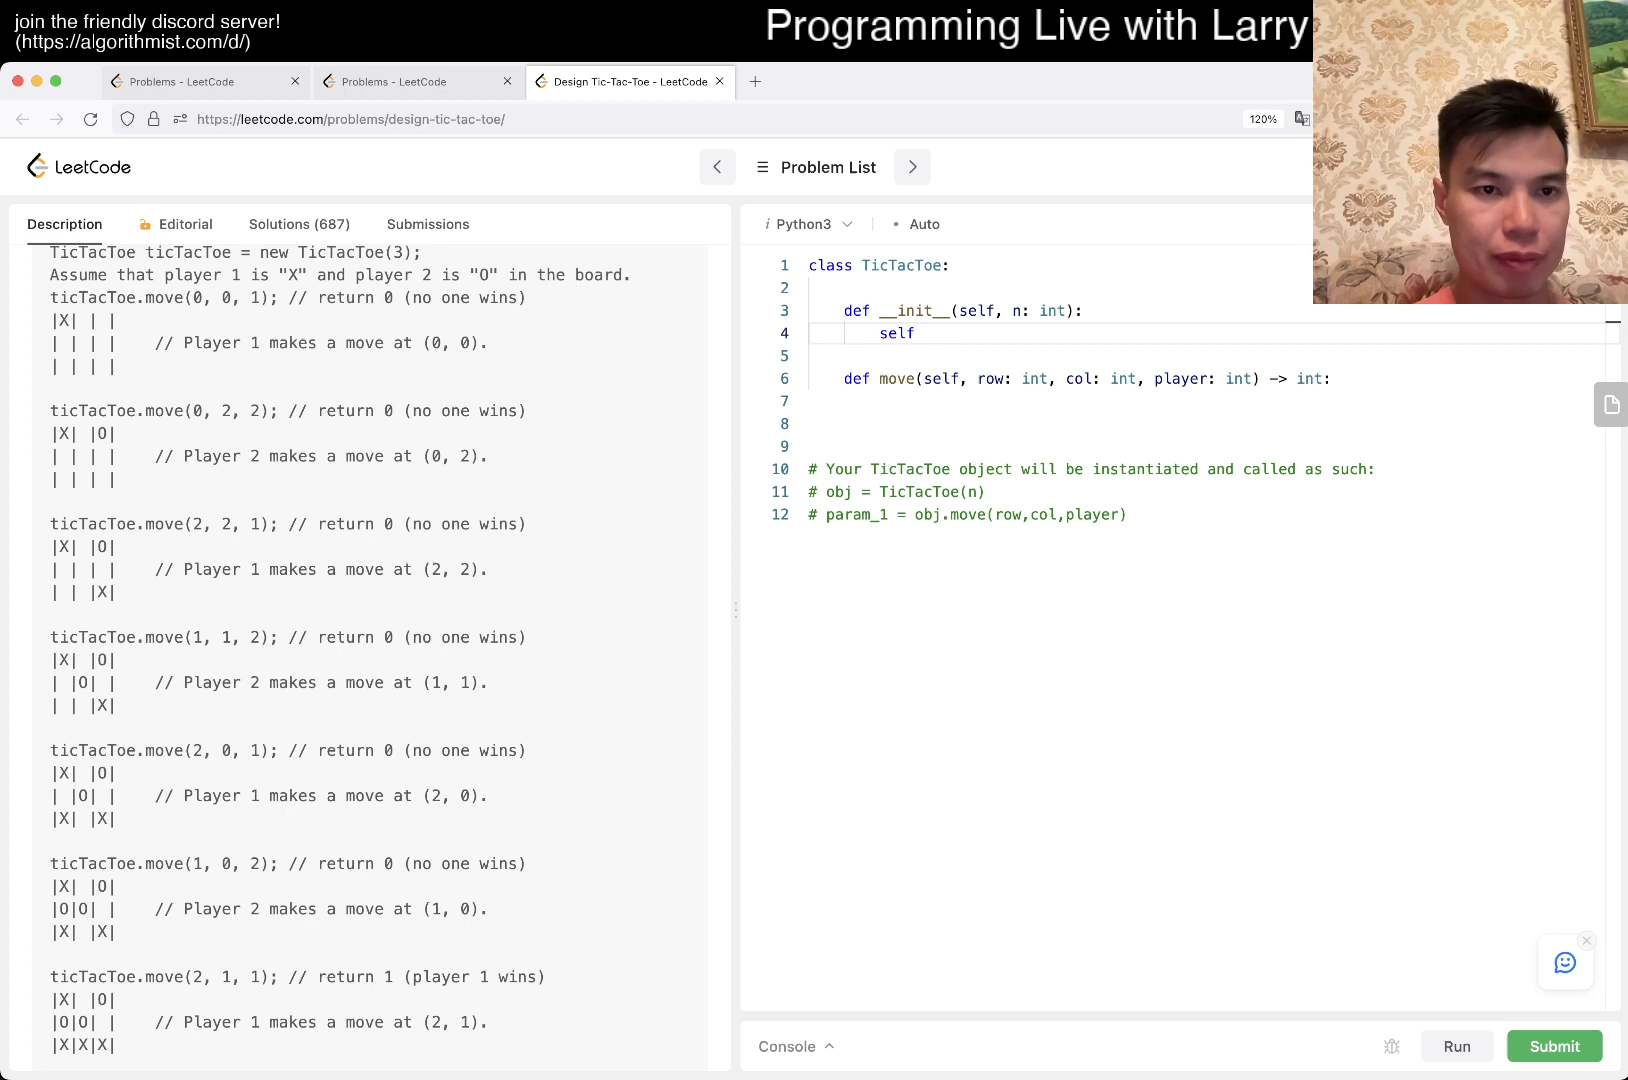 join the friendly discord server!
(https://algorithmist.com/d/)
Programming Live with Larry
Problems - LeetCode
Problems - LeetCode
Design Tic-Tac-Toe - LeetCode
https://leetcode.com/problems/design-tic-tac-toe/
120%
LeetCode
Problem List
Description
Editorial
Solutions (687)
Submissions
TicTacToe ticTacToe = new TicTacToe(3);
Assume that player 1 is "X" and player 2 is "O" in the board.
ticTacToe.move(0, 0, 1); // return 0 (no one wins)
|X| | |
| | | |    // Player 1 makes a move at (0, 0).
| | | |
ticTacToe.move(0, 2, 2); // return 0 (no one wins)
|X| |O|
| | | |    // Player 2 makes a move at (0, 2).
| | | |
ticTacToe.move(2, 2, 1); // return 0 (no one wins)
|X| |O|
| | | |    // Player 1 makes a move at (2, 2).
| | |X|
ticTacToe.move(1, 1, 2); // return 0 (no one wins)
|X| |O|
| |O| |    // Player 2 makes a move at (1, 1).
| | |X|
ticTacToe.move(2, 0, 1); // return 0 (no one wins)
|X| |O|
| |O| |    // Player 1 makes a move at (2, 0).
|X| |X|
ticTacToe.move(1, 0, 2); // return 0 (no one wins)
|X| |O|
|O|O| |    // Player 2 makes a move at (1, 0).
|X| |X|
ticTacToe.move(2, 1, 1); // return 1 (player 1 wins)
|X| |O|
|O|O| |    // Player 1 makes a move at (2, 1).
|X|X|X|
i Python3
• Auto
1 class TicTacToe:
2
3     def __init__(self, n: int):
4         self
5
6     def move(self, row: int, col: int, player: int) -> int:
7
8
9
10 # Your TicTacToe object will be instantiated and called as such:
11 # obj = TicTacToe(n)
12 # param_1 = obj.move(row,col,player)
Console
Run
Submit